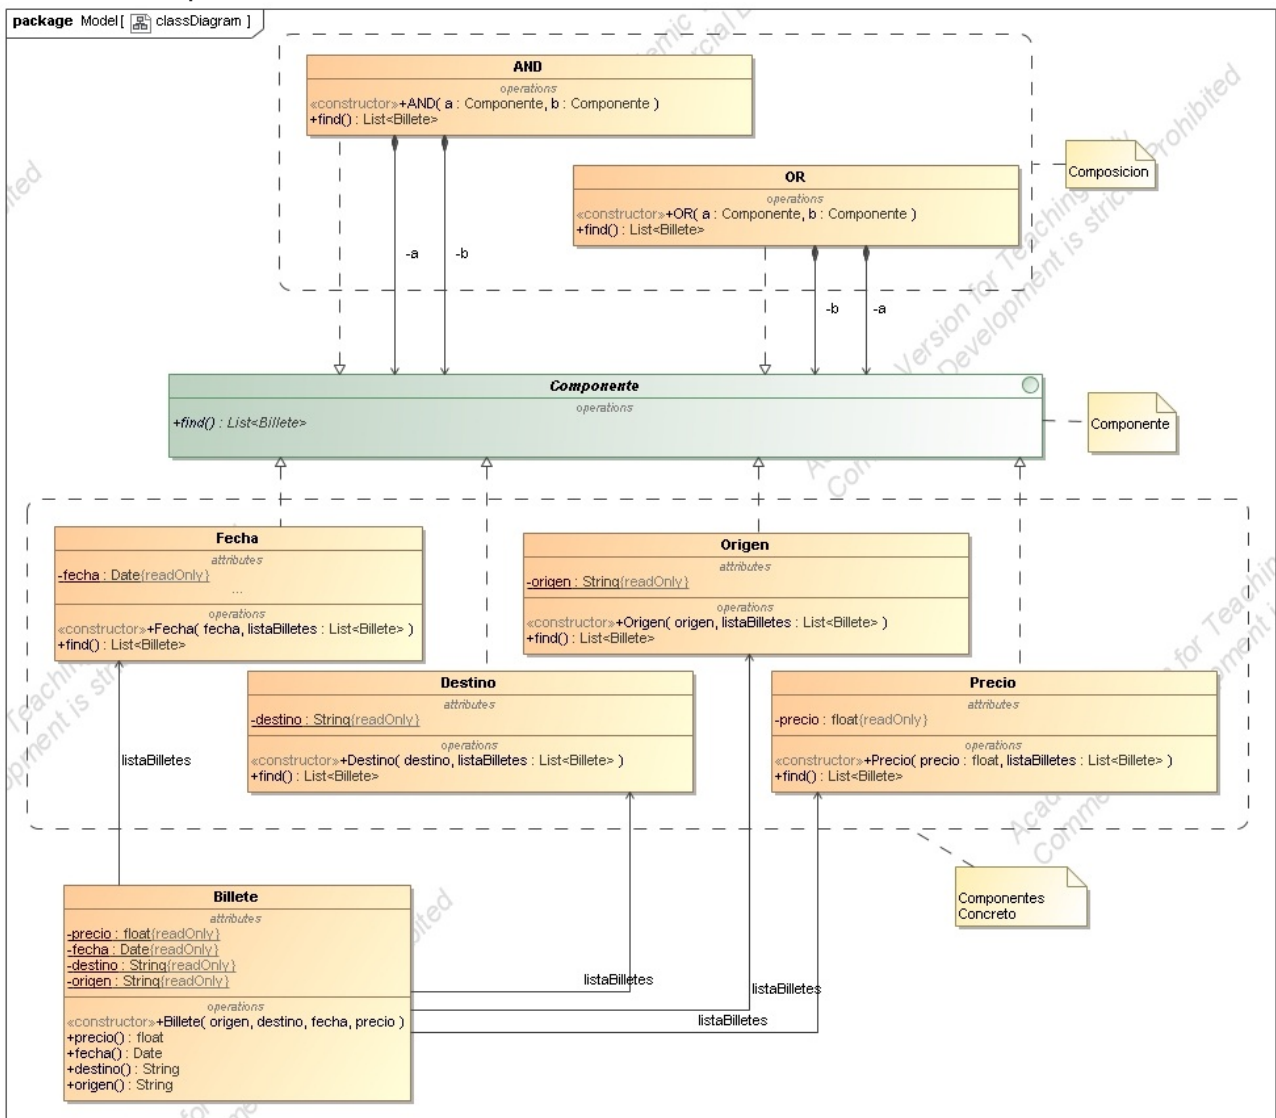 package Model[ classDiagram ]
AND
operations
«constructor»+AND( a : Componente, b : Componente )
+find() : List<Billete>
OR
operations
«constructor»+OR( a : Componente, b : Componente )
+find() : List<Billete>
Composicion
-a
-b
-b
-a
Componente
operations
+find() : List<Billete>
Componente
Fecha
attributes
-fecha : Date{readOnly}
...
operations
«constructor»+Fecha( fecha, listaBilletes : List<Billete> )
+find() : List<Billete>
Origen
attributes
-origen : String{readOnly}
operations
«constructor»+Origen( origen, listaBilletes : List<Billete> )
+find() : List<Billete>
Destino
attributes
-destino : String{readOnly}
operations
«constructor»+Destino( destino, listaBilletes : List<Billete> )
+find() : List<Billete>
Precio
attributes
-precio : float{readOnly}
operations
«constructor»+Precio( precio : float, listaBilletes : List<Billete> )
+find() : List<Billete>
listaBilletes
Componentes
Concreto
Billete
attributes
-precio : float{readOnly}
-fecha : Date{readOnly}
-destino : String{readOnly}
-origen : String{readOnly}
operations
«constructor»+Billete( origen, destino, fecha, precio )
+precio() : float
+fecha() : Date
+destino() : String
+origen() : String
listaBilletes
listaBilletes
listaBilletes